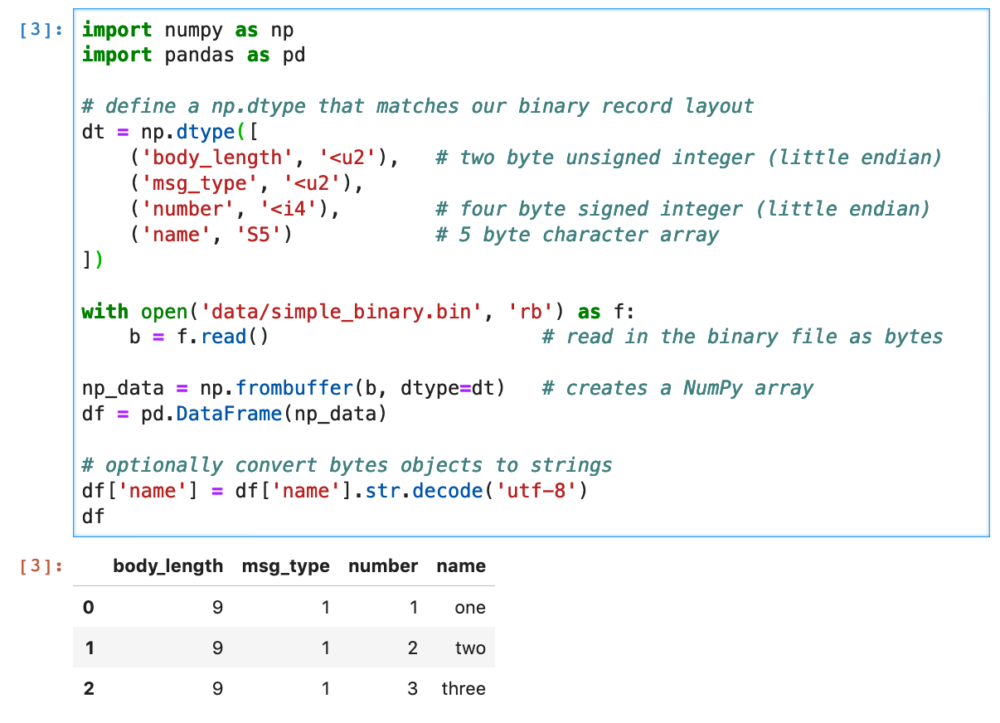 [3]: import numpy as np
import pandas as pd
# define a np.dtype that matches our binary record layout
dt = np.dtype([
    ('body_length', '<u2'),   # two byte unsigned integer (little endian)
    ('msg_type', '<u2'),
    ('number', '<i4'),        # four byte signed integer (little endian)
    ('name', 'S5')            # 5 byte character array
])
with open('data/simple_binary.bin', 'rb') as f:
    b = f.read()                       # read in the binary file as bytes
np_data = np.frombuffer(b, dtype=dt)   # creates a NumPy array
df = pd.DataFrame(np_data)
# optionally convert bytes objects to strings
df['name'] = df['name'].str.decode('utf-8')
df
[3]: body_length msg_type number name
0 9 1 1 one
1 9 1 2 two
2 9 1 3 three